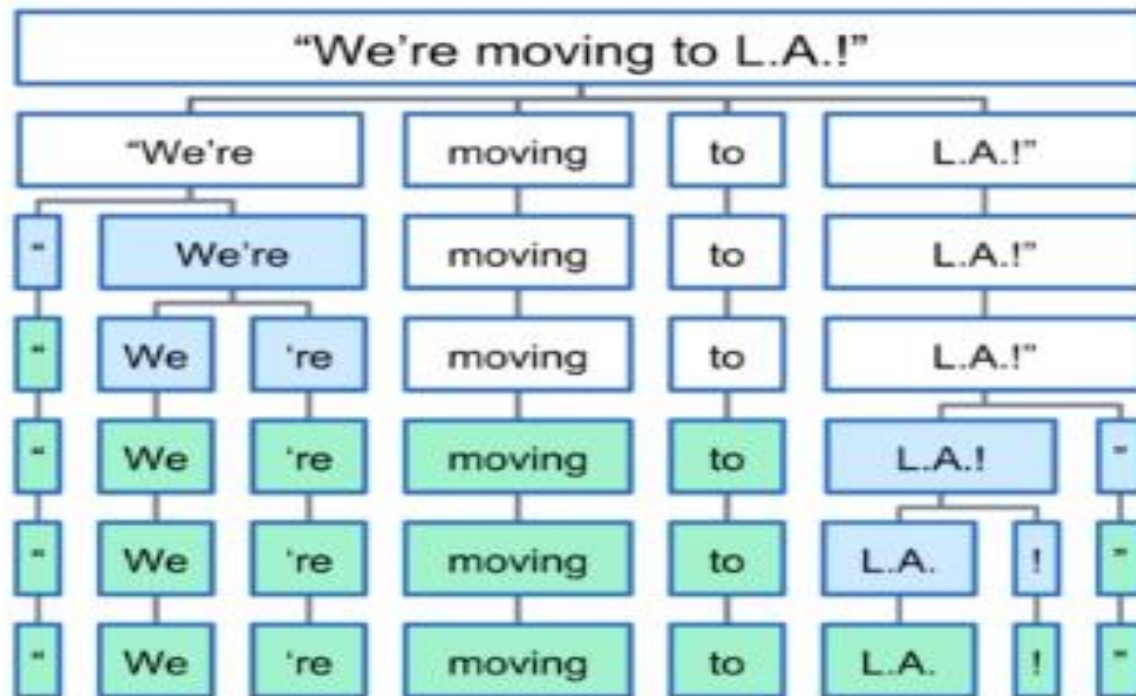 “We’re moving to L.A.!”
“We’re moving to L.A.!”
“ We’re moving to L.A.!”
“ We ’re moving to L.A.!”
“ We ’re moving to L.A.! ”
“ We ’re moving to L.A. ! ”
“ We ’re moving to L.A. ! ”